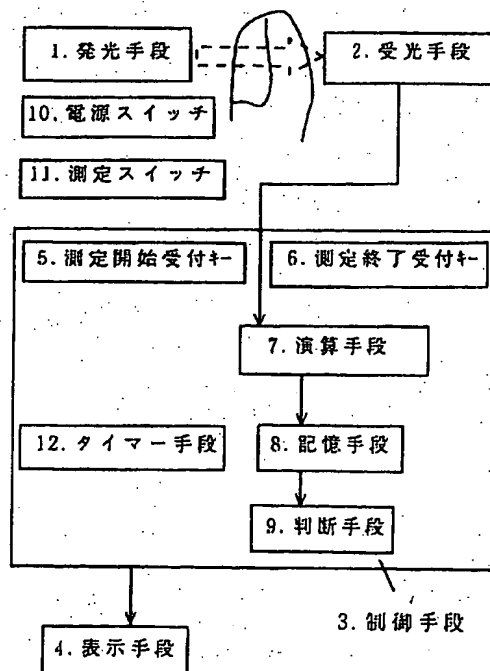 1. 発光手段
2. 受光手段
10. 電源スイッチ
11. 測定スイッチ
5. 測定開始受付キー
6. 測定終了受付キー
7. 演算手段
12. タイマー手段
8. 記憶手段
9. 判断手段
3. 制御手段
4. 表示手段